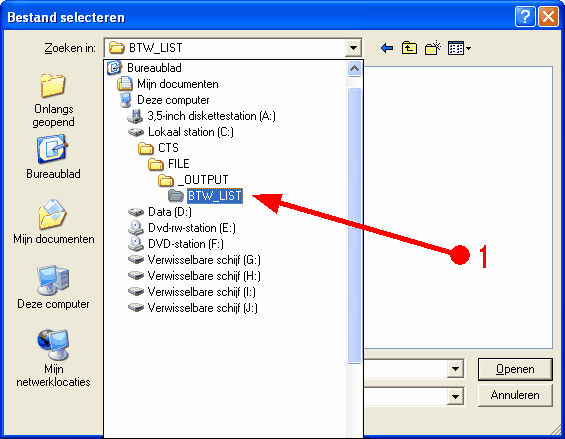 Bestand selecteren
Zoeken in:
BTW_LIST
Onlangs
geopend
Bureaublad
Mijn documenten
Deze computer
Mijn
netwerklocaties
Bureaublad
Mijn documenten
Deze computer
3,5-inch diskettestation (A:)
Lokaal station (C:)
CTS
FILE
_OUTPUT
BTW_LIST
Data (D:)
Dvd-rw-station (E:)
DVD-station (F:)
Verwisselbare schijf (G:)
Verwisselbare schijf (H:)
Verwisselbare schijf (I:)
Verwisselbare schijf (J:)
1
Openen
Annuleren